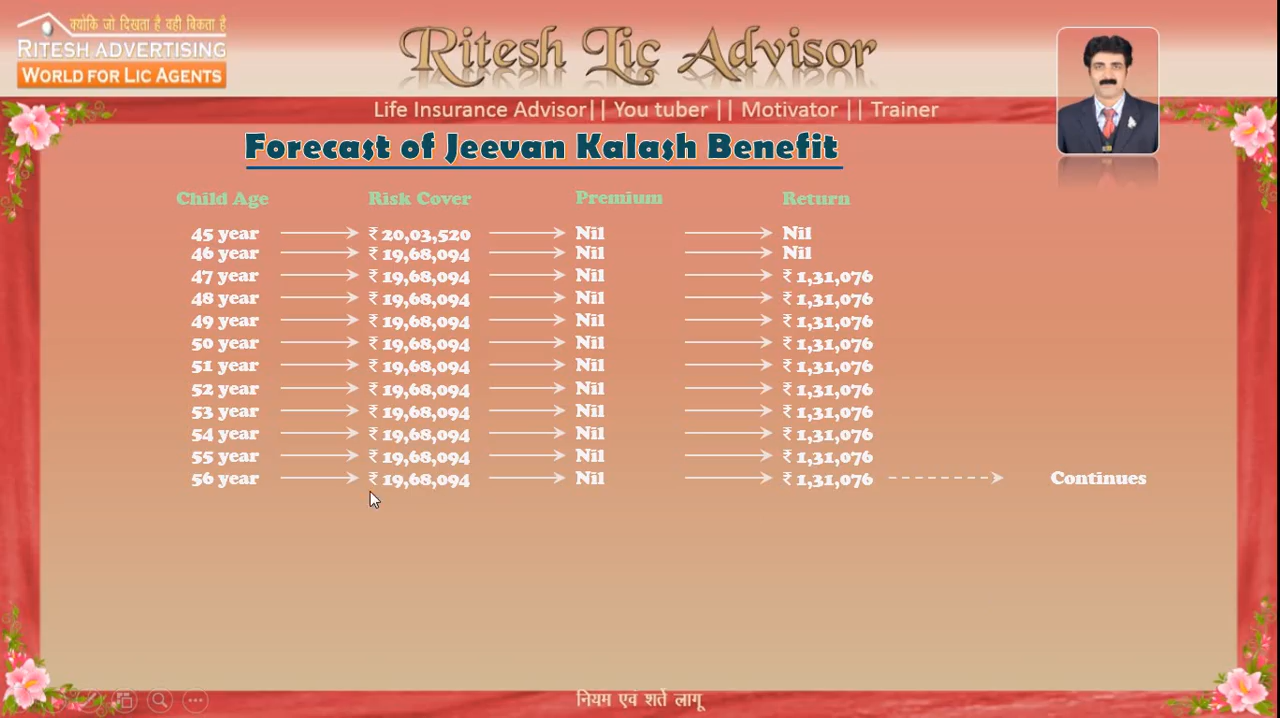 क्योकि जो दिखता है वही बिकता है
RITESH ADVERTISING
WORLD FOR LIC AGENTS
Ritesh Lic Advisor
Life Insurance Advisor|| You tuber || Motivator || Trainer
Forecast of Jeevan Kalash Benefit
Child Age Risk Cover Premium Return
45 year ₹ 20,03,520 Nil Nil
46 year ₹ 19,68,094 Nil Nil
47 year ₹ 19,68,094 Nil ₹ 1,31,076
48 year ₹ 19,68,094 Nil ₹ 1,31,076
49 year ₹ 19,68,094 Nil ₹ 1,31,076
50 year ₹ 19,68,094 Nil ₹ 1,31,076
51 year ₹ 19,68,094 Nil ₹ 1,31,076
52 year ₹ 19,68,094 Nil ₹ 1,31,076
53 year ₹ 19,68,094 Nil ₹ 1,31,076
54 year ₹ 19,68,094 Nil ₹ 1,31,076
55 year ₹ 19,68,094 Nil ₹ 1,31,076
56 year ₹ 19,68,094 Nil ₹ 1,31,076 Continues
नियम एवं शर्ते लागू